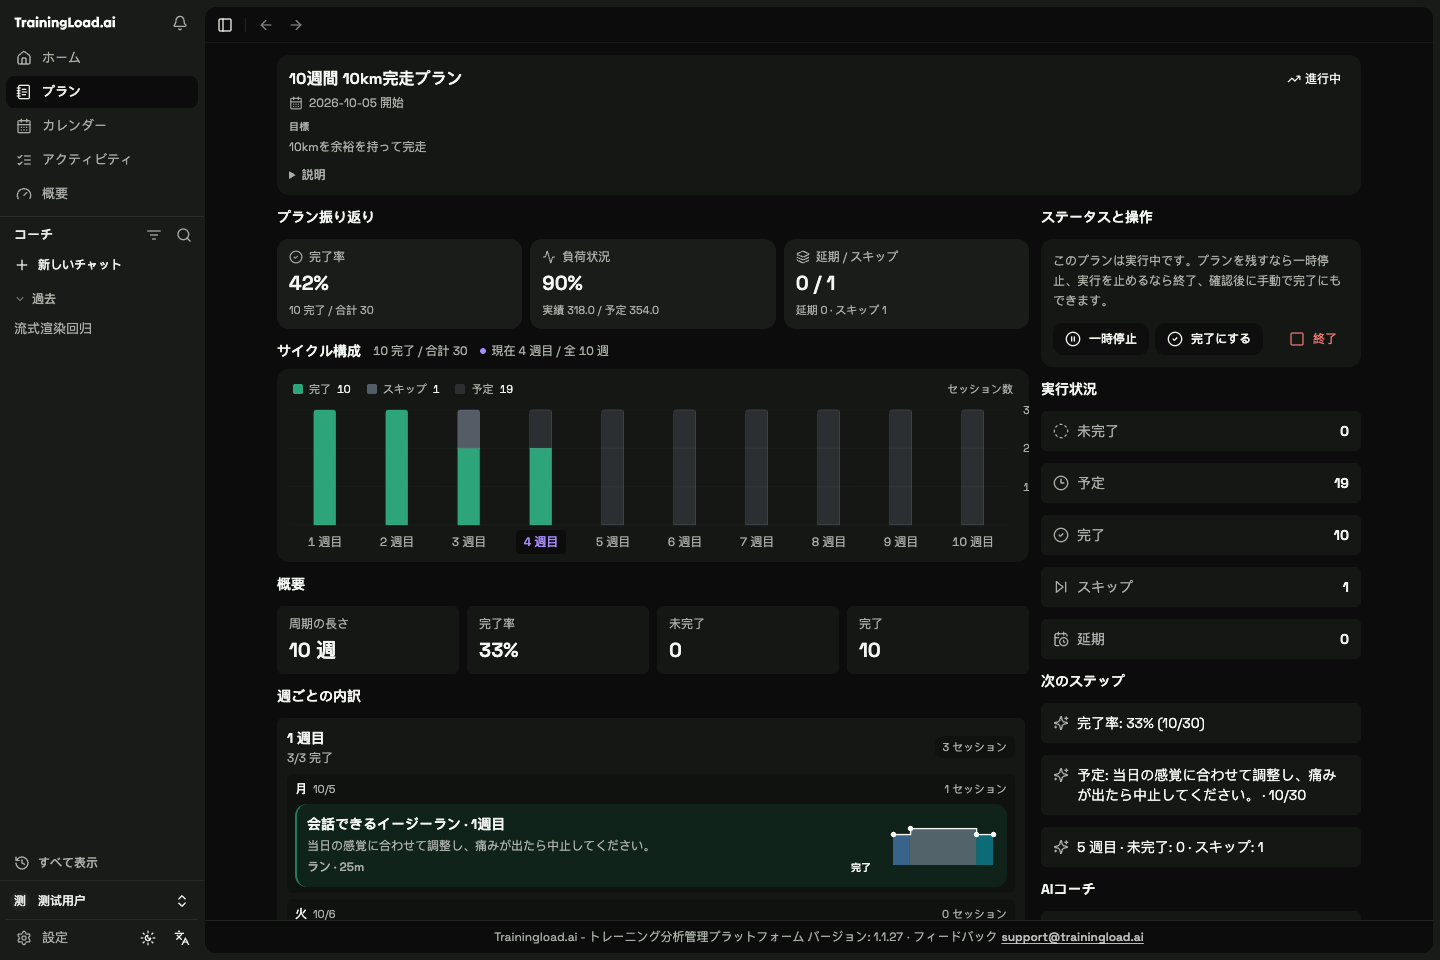 TrainingLoad.ai
ホーム
プラン
カレンダー
アクティビティ
概要
コーチ
新しいチャット
過去
流式渲染回归
すべて表示
測 測试用户
設定
10週間 10km完走プラン
進行中
2026-10-05 開始
目標
10kmを余裕を持って完走
説明
プラン振り返り
完了率
42%
10 完了 / 合計 30
負荷状況
90%
実績 318.0 / 予定 354.0
延期 / スキップ
0 / 1
延期 0 · スキップ 1
サイクル構成 10 完了 / 合計 30 現在 4 週目 / 全 10 週
完了 10 スキップ 1 予定 19 セッション数
3
2
1
1 週目 2 週目 3 週目 4 週目 5 週目 6 週目 7 週目 8 週目 9 週目 10 週目
概要
周期の長さ
10 週
完了率
33%
未完了
0
完了
10
週ごとの内訳
1 週目
3/3 完了
3 セッション
月 10/5 1 セッション
会話できるイージーラン · 1週目
当日の感覚に合わせて調整し、痛みが出たら中止してください。
ラン · 25m
完了
火 10/6 0 セッション
ステータスと操作
このプランは実行中です。プランを残すなら一時停
止、実行を止めるなら終了、確認後に手動で完了にも
できます。
一時停止 完了にする 終了
実行状況
未完了 0
予定 19
完了 10
スキップ 1
延期 0
次のステップ
完了率: 33% (10/30)
予定: 当日の感覚に合わせて調整し、痛み
が出たら中止してください。 · 10/30
5 週目 · 未完了: 0 · スキップ: 1
AIコーチ
Trainingload.ai - トレーニング分析管理プラットフォーム バージョン: 1.1.27 · フィードバック support@trainingload.ai